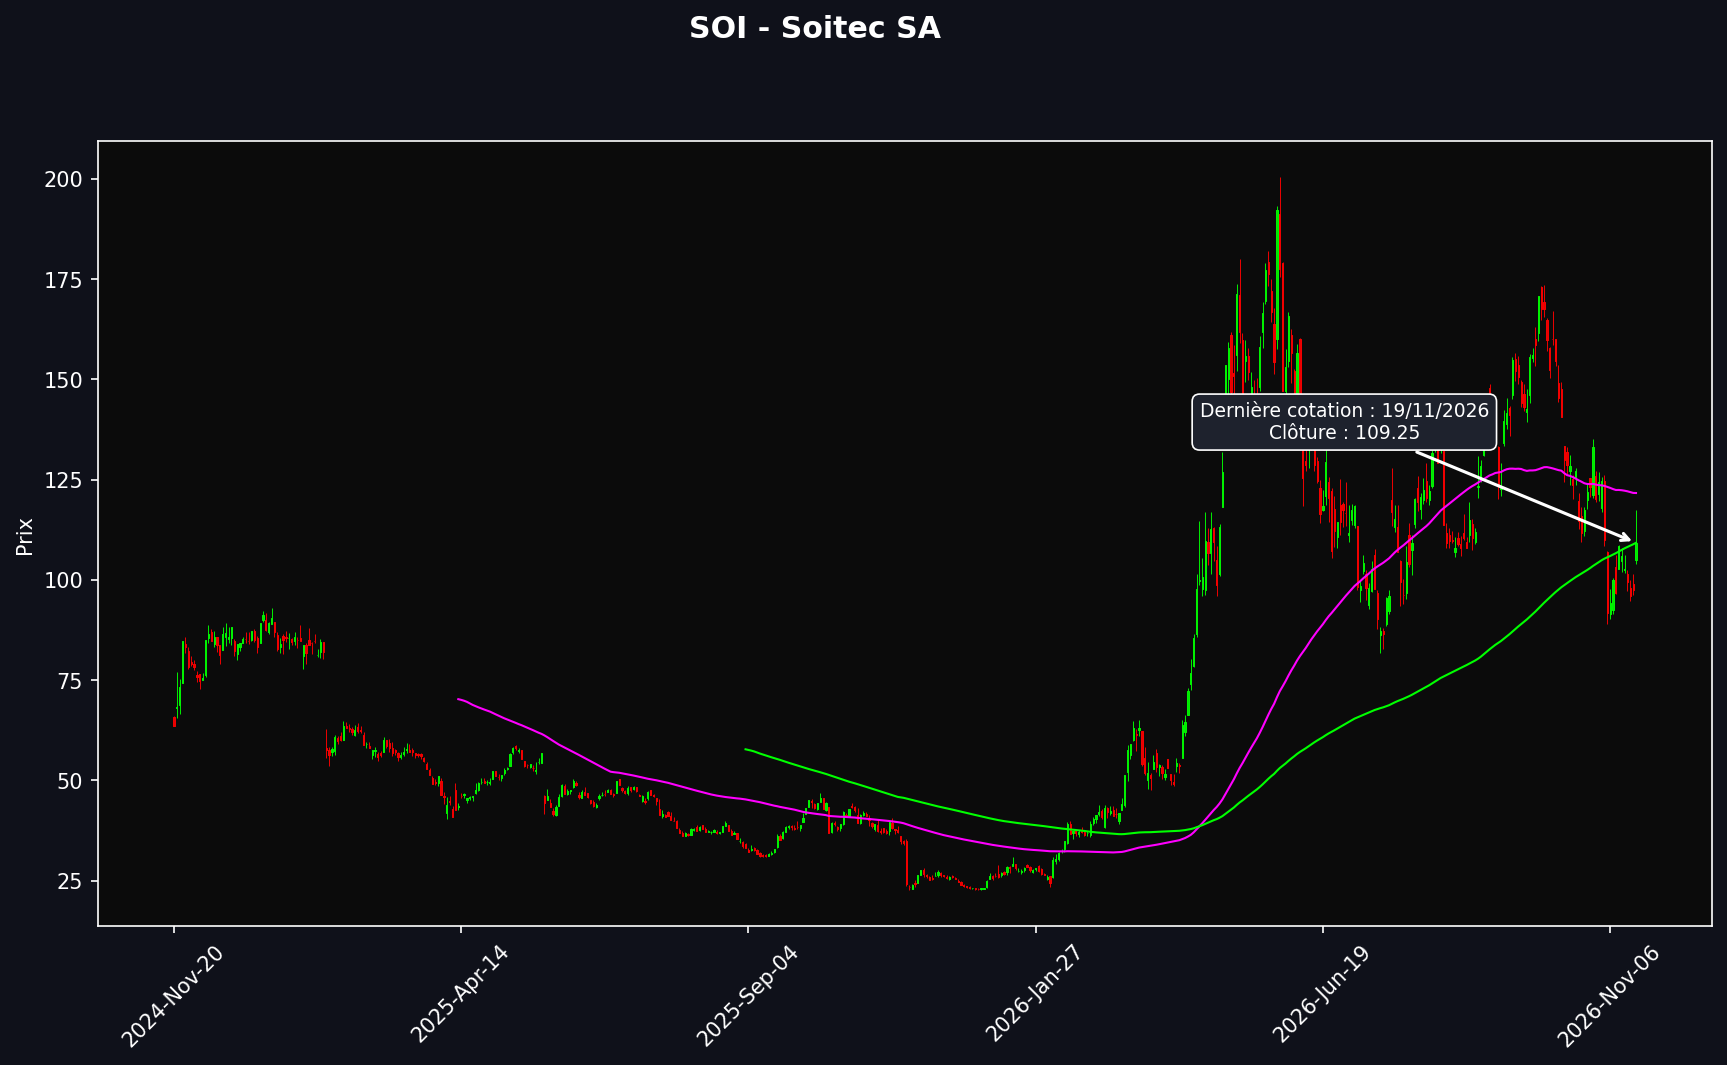 SOI - Soitec SA
200
175
150
125
100
75
50
25
Prix
Dernière cotation : 19/11/2026
Clôture : 109.25
2024-Nov-20
2025-Apr-14
2025-Sep-04
2026-Jan-27
2026-Jun-19
2026-Nov-06